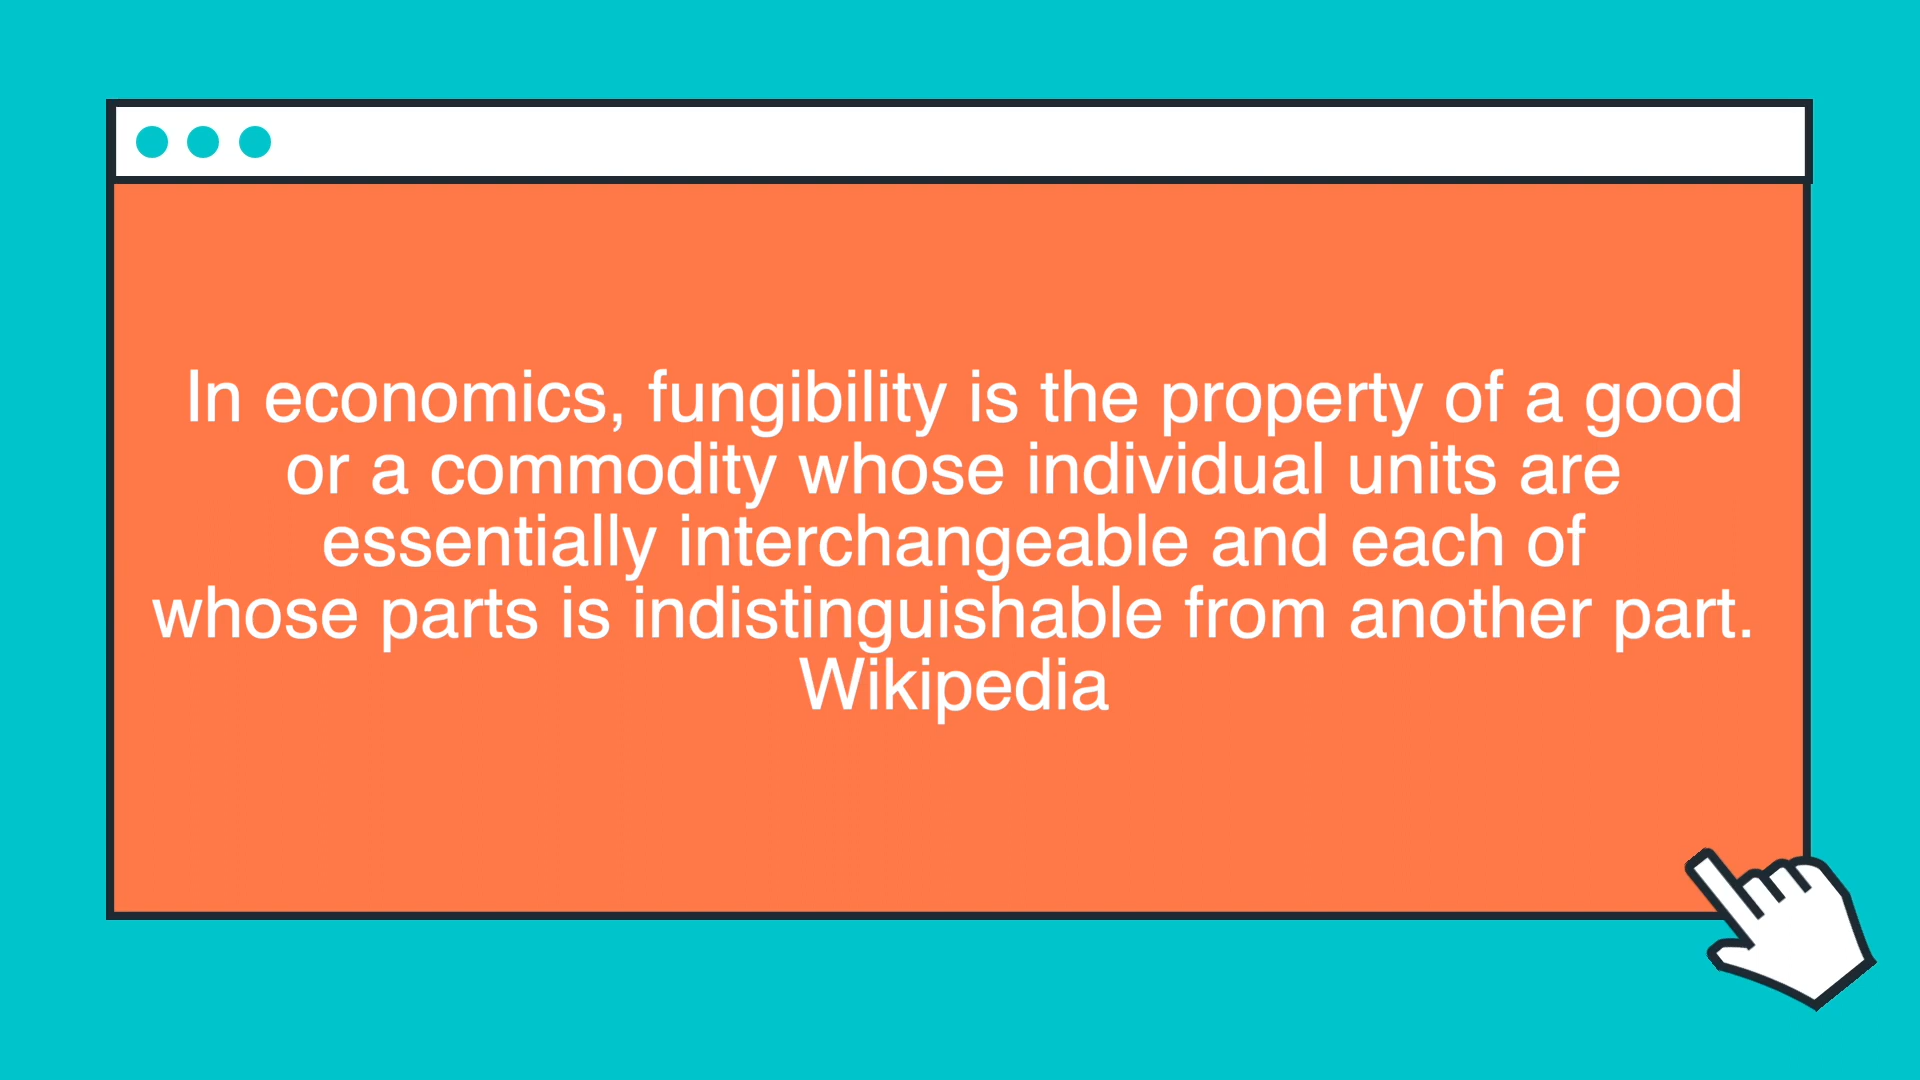 In economics, fungibility is the property of a good
or a commodity whose individual units are
essentially interchangeable and each of
whose parts is indistinguishable from another part.
Wikipedia